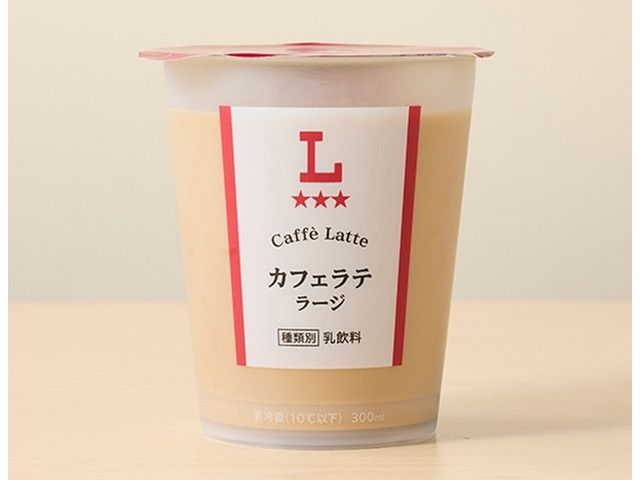 L
★★★
Caffè Latte
カフェラテ
ラージ
種類別 乳飲料
要冷蔵(10℃以下) 300ml